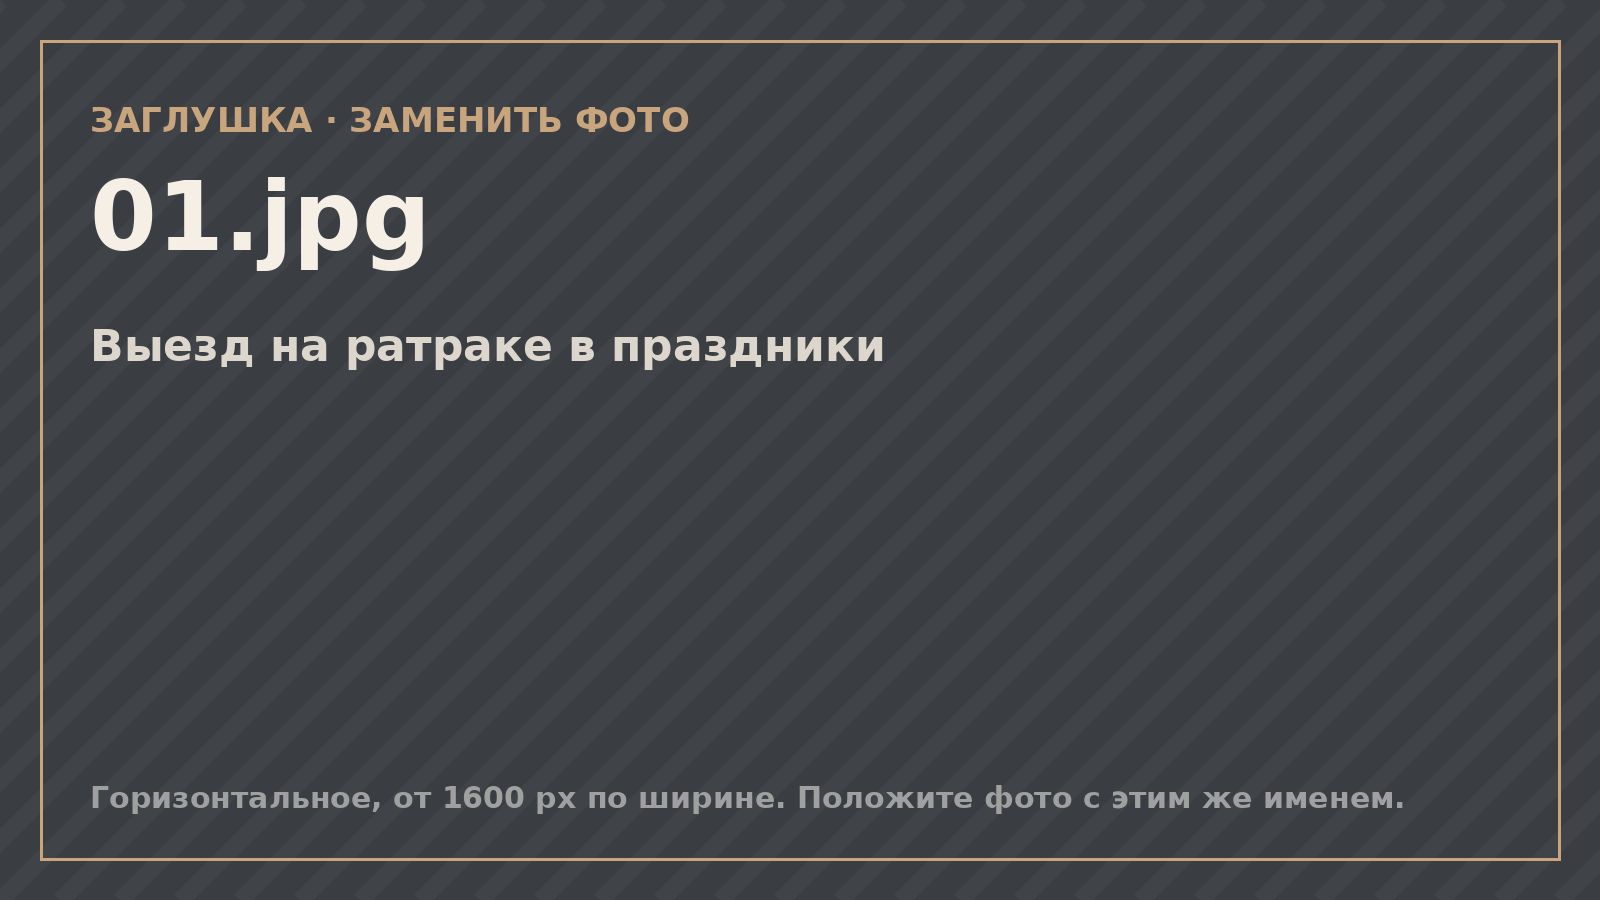 ЗАГЛУШКА · ЗАМЕНИТЬ ФОТО
01.jpg
Выезд на ратраке в праздники
Горизонтальное, от 1600 px по ширине. Положите фото с этим же именем.